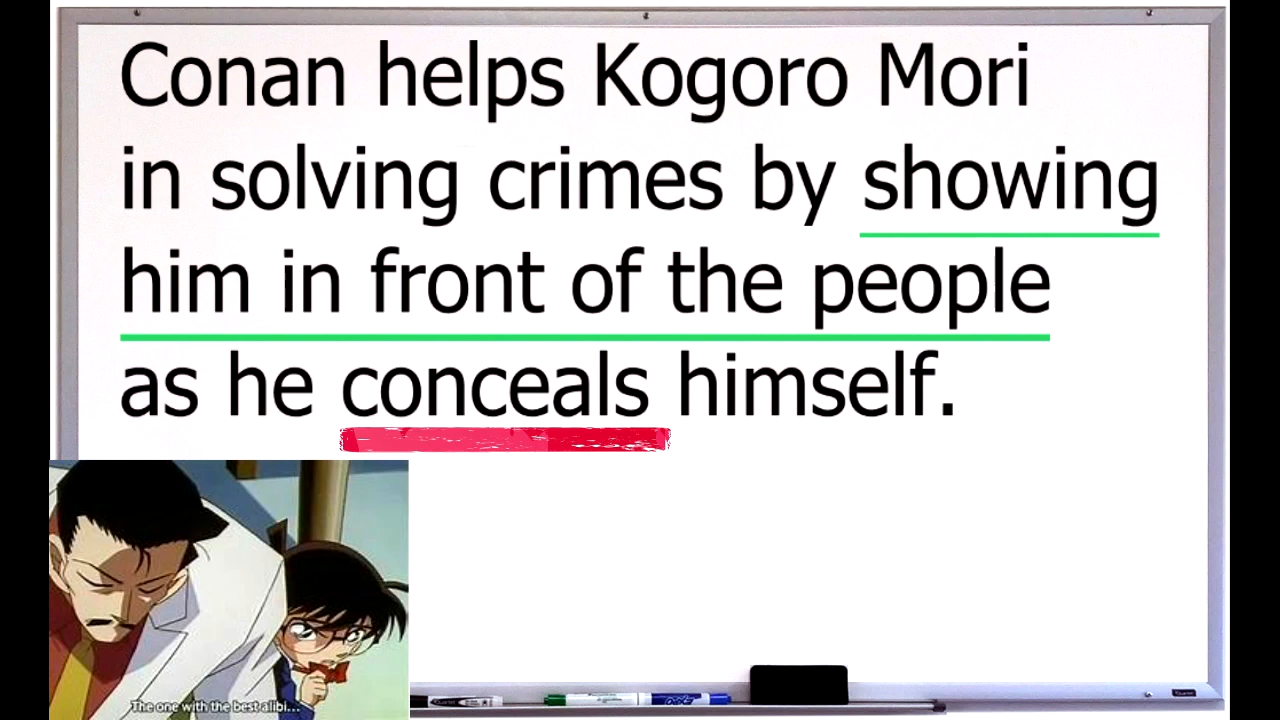 Conan helps Kogoro Mori
in solving crimes by showing
him in front of the people
as he conceals himself.
The one with the best alibi...